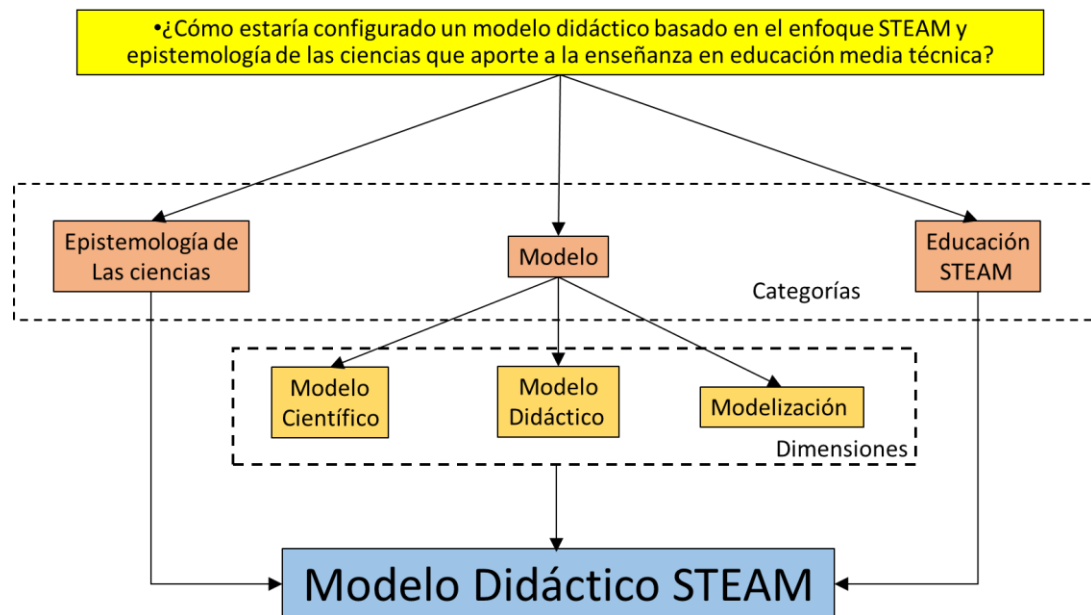 •¿Cómo estaría configurado un modelo didáctico basado en el enfoque STEAM y
epistemología de las ciencias que aporte a la enseñanza en educación media técnica?
Epistemología de
Las ciencias
Modelo
Educación
STEAM
Categorías
Modelo
Científico
Modelo
Didáctico
Modelización
Dimensiones
Modelo Didáctico STEAM